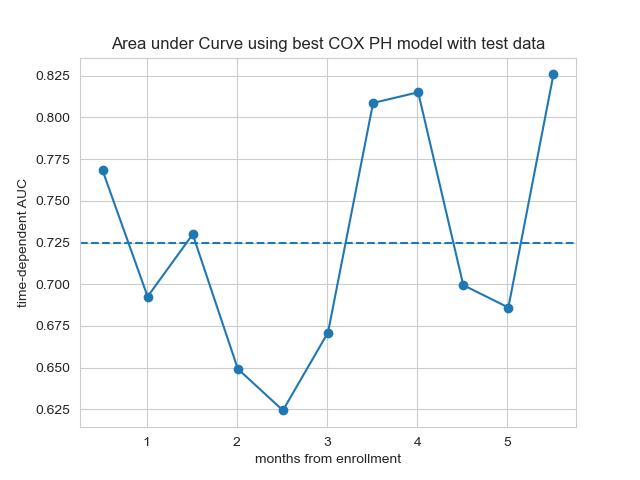 Area under Curve using best COX PH model with test data
time-dependent AUC
0.825
0.800
0.775
0.750
0.725
0.700
0.675
0.650
0.625
1 2 3 4 5
months from enrollment